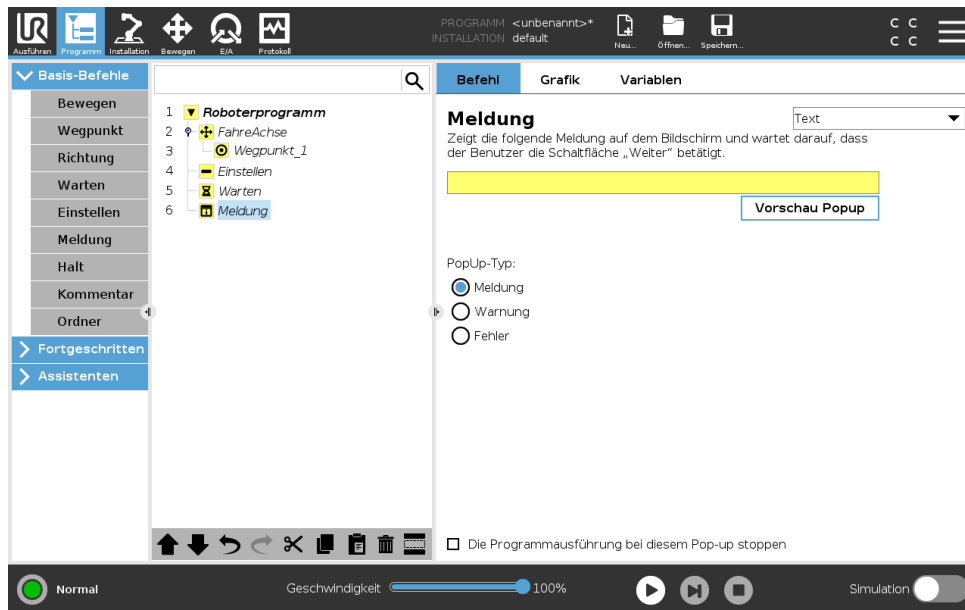 PROGRAMM <unbenannt>*
INSTALLATION default
Ausführen
Programm
Installation
Bewegen
E/A
Protokoll
Neu...
Öffnen...
Speichern...
C C
C C
Basis-Befehle
Bewegen
Wegpunkt
Richtung
Warten
Einstellen
Meldung
Halt
Kommentar
Ordner
Fortgeschritten
Assistenten
1 Roboterprogramm
2 FahreAchse
3 Wegpunkt_1
4 Einstellen
5 Warten
6 Meldung
Befehl Grafik Variablen
Meldung
Text
Zeigt die folgende Meldung auf dem Bildschirm und wartet darauf, dass
der Benutzer die Schaltfläche „Weiter" betätigt.
Vorschau Popup
PopUp-Typ:
Meldung
Warnung
Fehler
Die Programmausführung bei diesem Pop-up stoppen
Normal
Geschwindigkeit
100%
Simulation